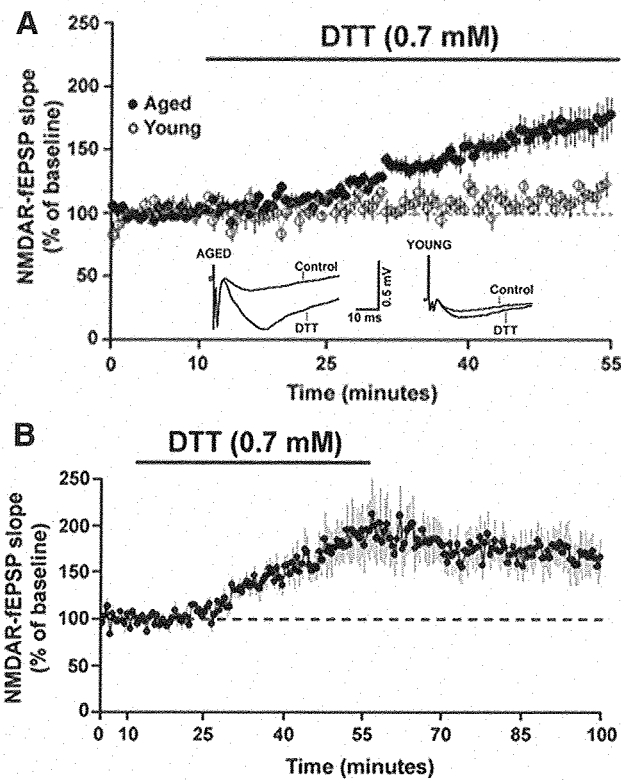 A
DTT (0.7 mM)
250
200
150
100
50
0
NMDAR-fEPSP slope
(% of baseline)
Aged
Young
AGED
Control
DTT
0.5 mV
10 ms
YOUNG
Control
DTT
0
10
25
40
55
Time (minutes)
B
DTT (0.7 mM)
250
200
150
100
50
0
NMDAR-fEPSP slope
(% of baseline)
0
10
25
40
55
70
85
100
Time (minutes)